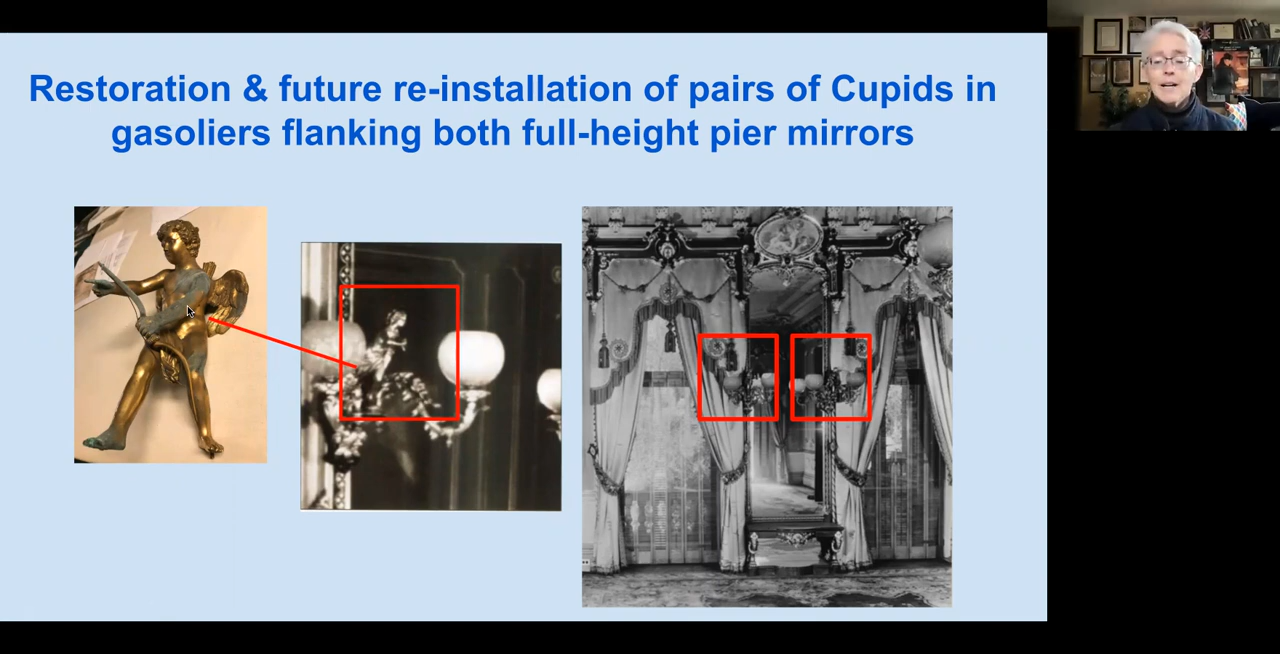 Restoration & future re-installation of pairs of Cupids in
gasoliers flanking both full-height pier mirrors